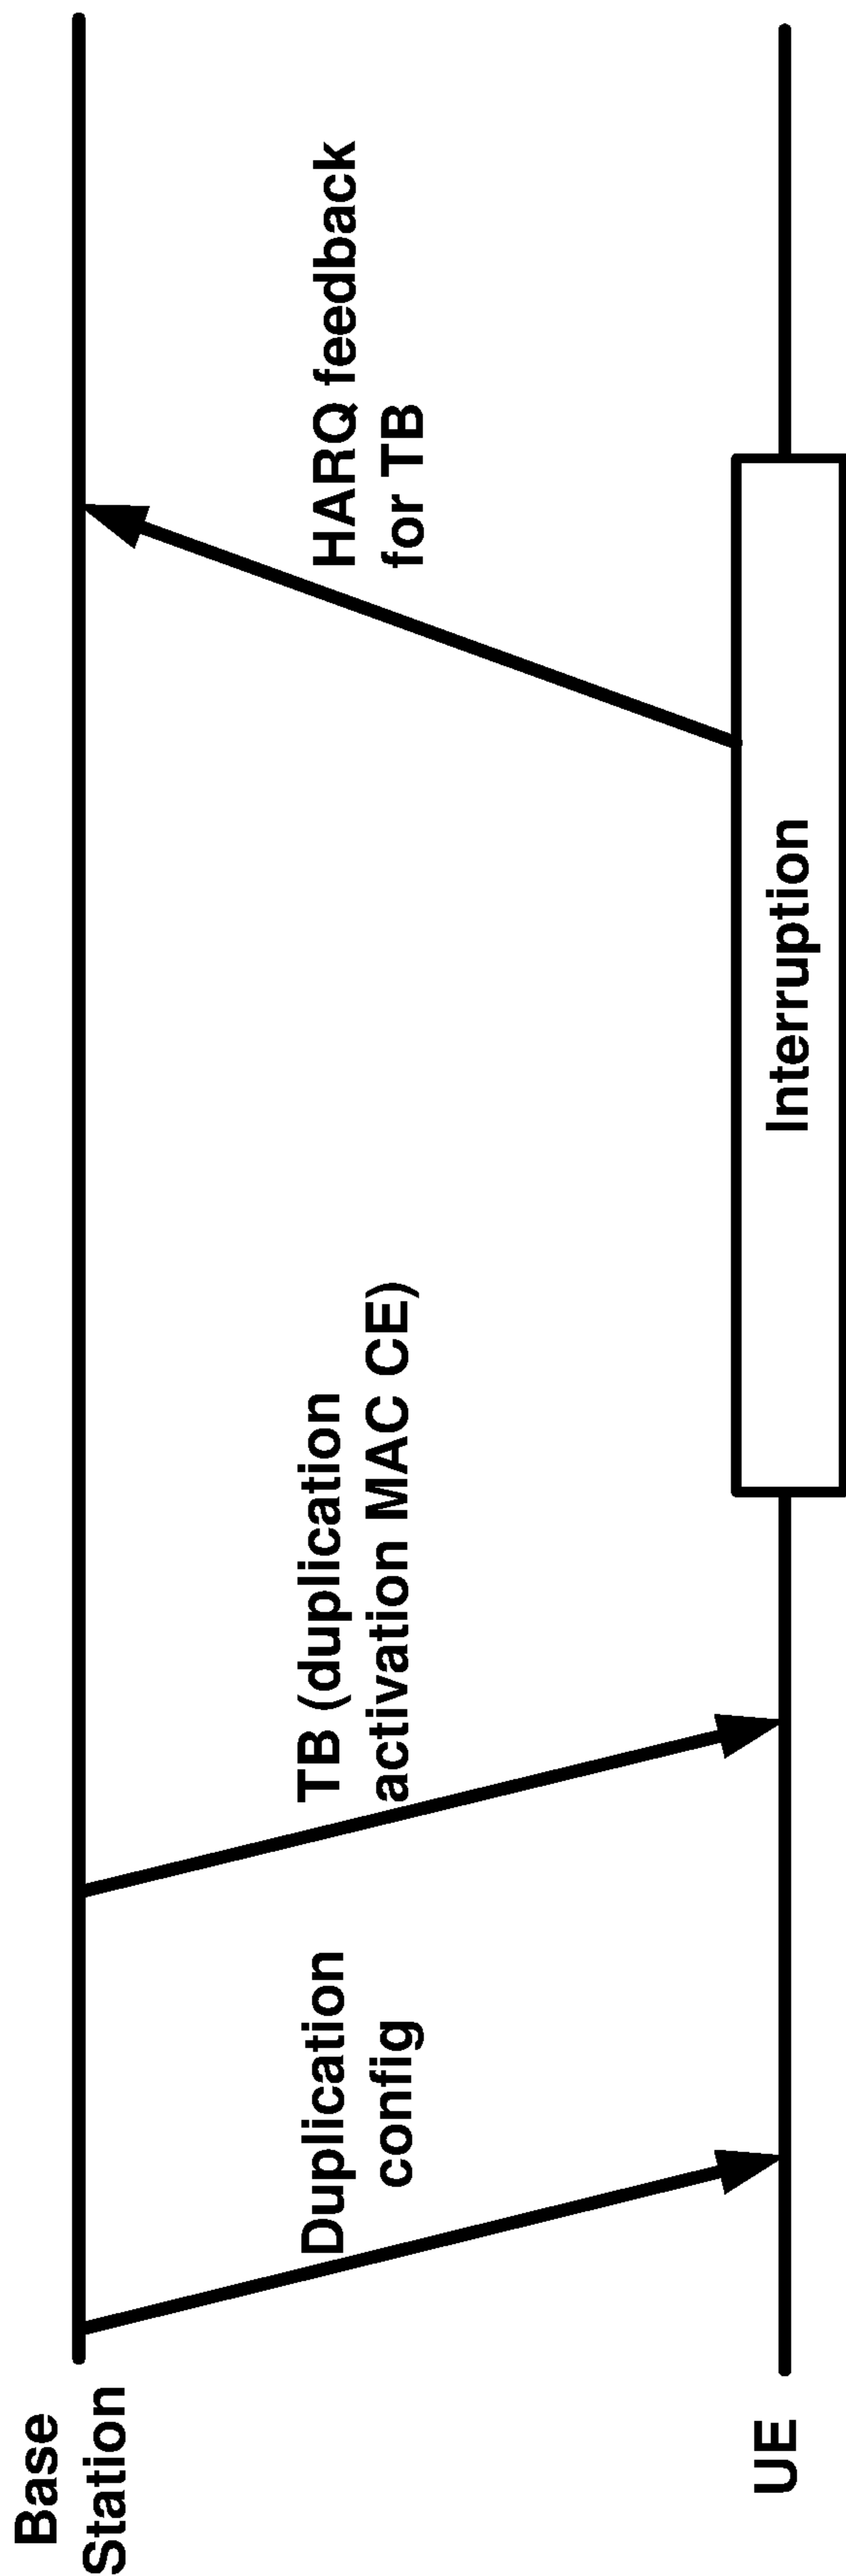 Base
Station
Duplication
config
TB (duplication
activation MAC CE)
HARQ feedback
for TB
UE
Interruption